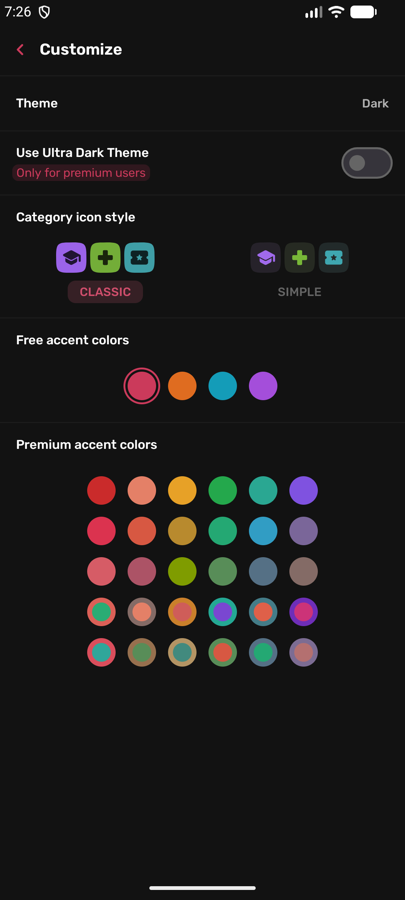 7:26
Customize
Theme
Dark
Use Ultra Dark Theme
Only for premium users
Category icon style
CLASSIC
SIMPLE
Free accent colors
Premium accent colors